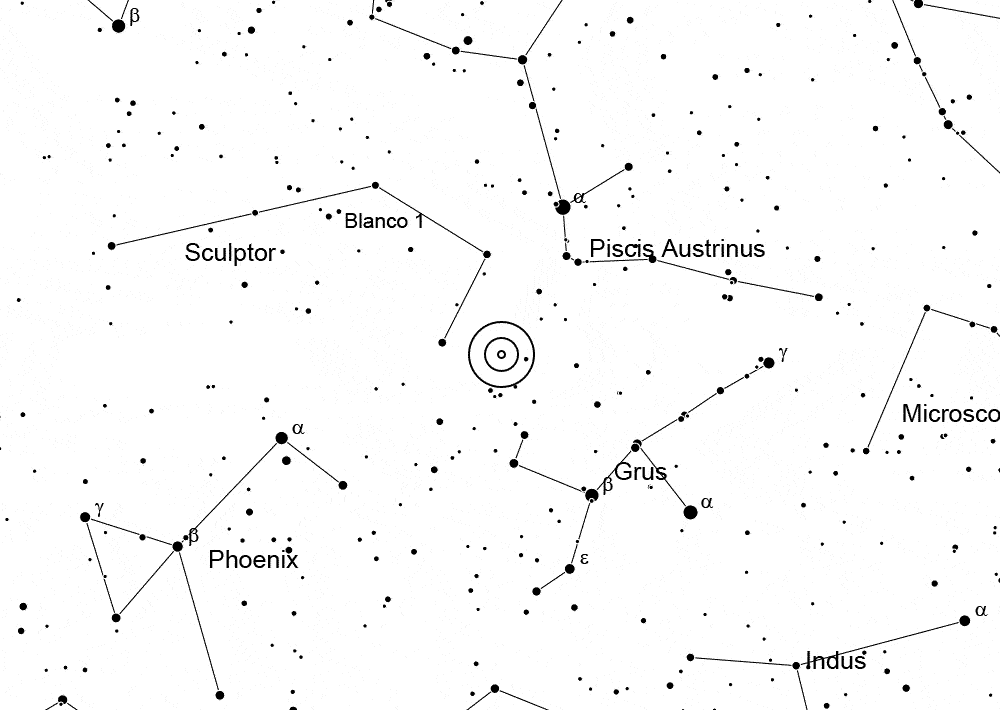 β
Blanco 1
Sculptor
α
Piscis Austrinus
γ
Microsco
α
Grus
β
α
γ
β
Phoenix
ε
α
Indus